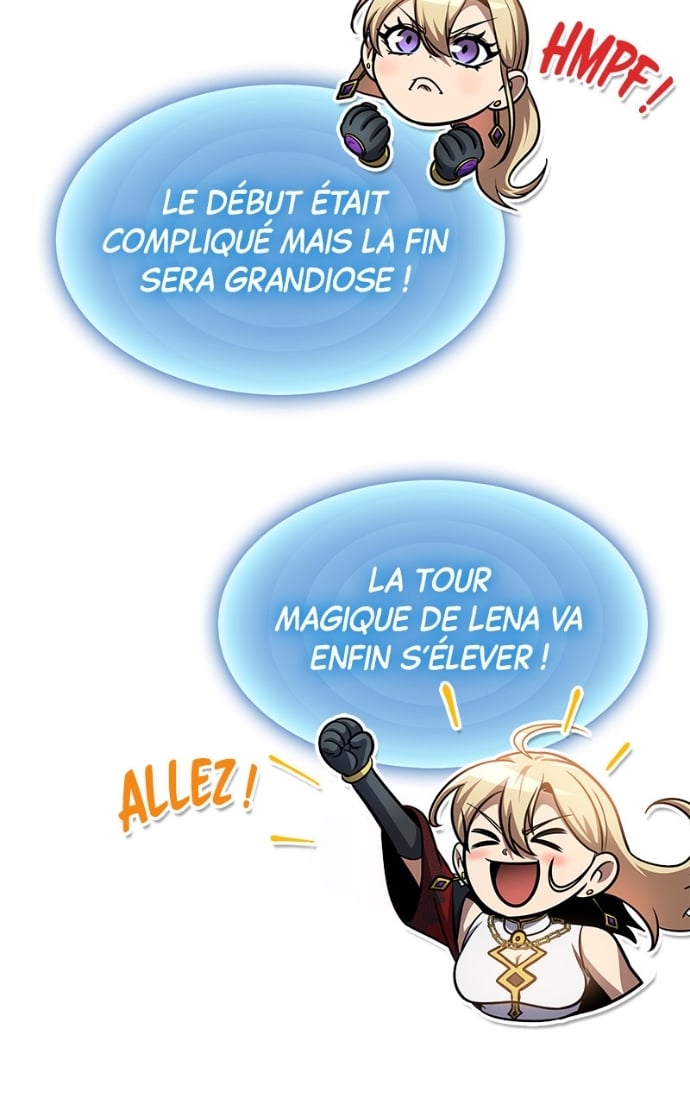 HMPF !
LE DÉBUT ÉTAIT
COMPLIQUÉ MAIS LA FIN
SERA GRANDIOSE !
LA TOUR
MAGIQUE DE LENA VA
ENFIN S'ÉLEVER !
ALLEZ !